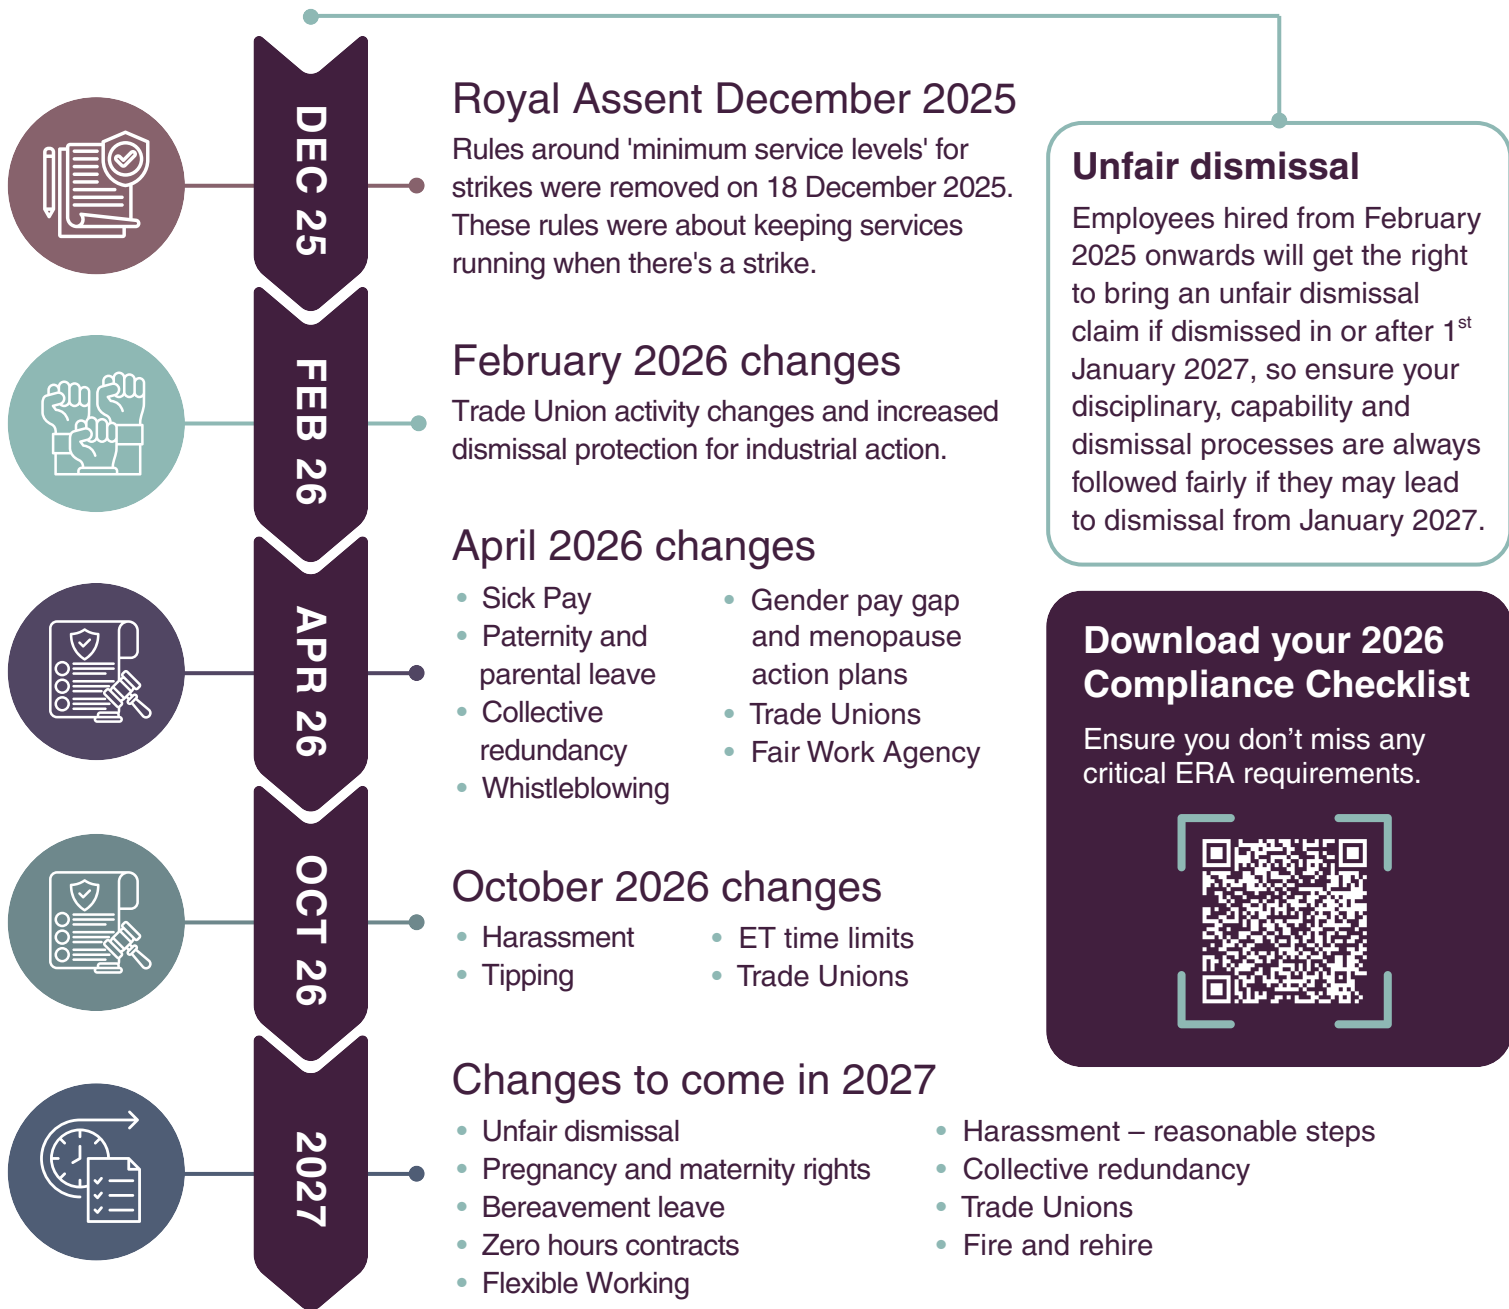 DEC 25
Royal Assent December 2025
Rules around 'minimum service levels' for
strikes were removed on 18 December 2025.
These rules were about keeping services
running when there's a strike.
FEB 26
February 2026 changes
Trade Union activity changes and increased
dismissal protection for industrial action.
APR 26
April 2026 changes
• Sick Pay
• Paternity and
parental leave
• Collective
redundancy
• Whistleblowing
• Gender pay gap
and menopause
action plans
• Trade Unions
• Fair Work Agency
OCT 26
October 2026 changes
• Harassment
• Tipping
• ET time limits
• Trade Unions
2027
Changes to come in 2027
• Unfair dismissal
• Pregnancy and maternity rights
• Bereavement leave
• Zero hours contracts
• Flexible Working
• Harassment – reasonable steps
• Collective redundancy
• Trade Unions
• Fire and rehire
Unfair dismissal
Employees hired from February
2025 onwards will get the right
to bring an unfair dismissal
claim if dismissed in or after 1st
January 2027, so ensure your
disciplinary, capability and
dismissal processes are always
followed fairly if they may lead
to dismissal from January 2027.
Download your 2026
Compliance Checklist
Ensure you don’t miss any
critical ERA requirements.